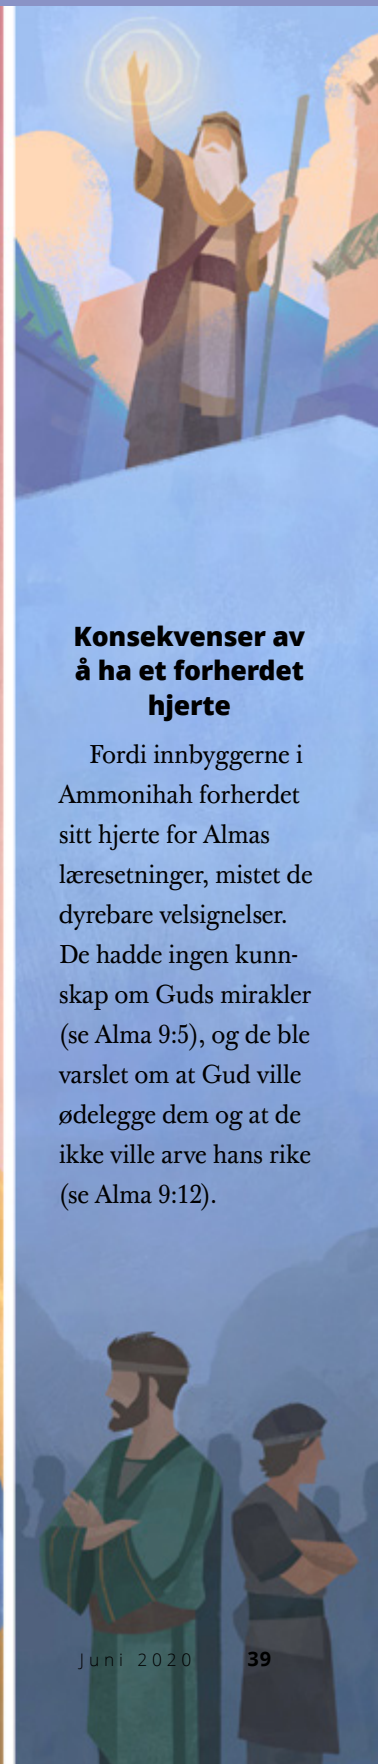 Konsekvenser av
å ha et forherdet
hjerte
Fordi innbyggerne i
Ammonihah forherdet
sitt hjerte for Almas
læresetninger, mistet de
dyrebare velsignelser.
De hadde ingen kunn-
skap om Guds mirakler
(se Alma 9:5), og de ble
varslet om at Gud ville
ødelegge dem og at de
ikke ville arve hans rike
(se Alma 9:12).
Juni 2020 39